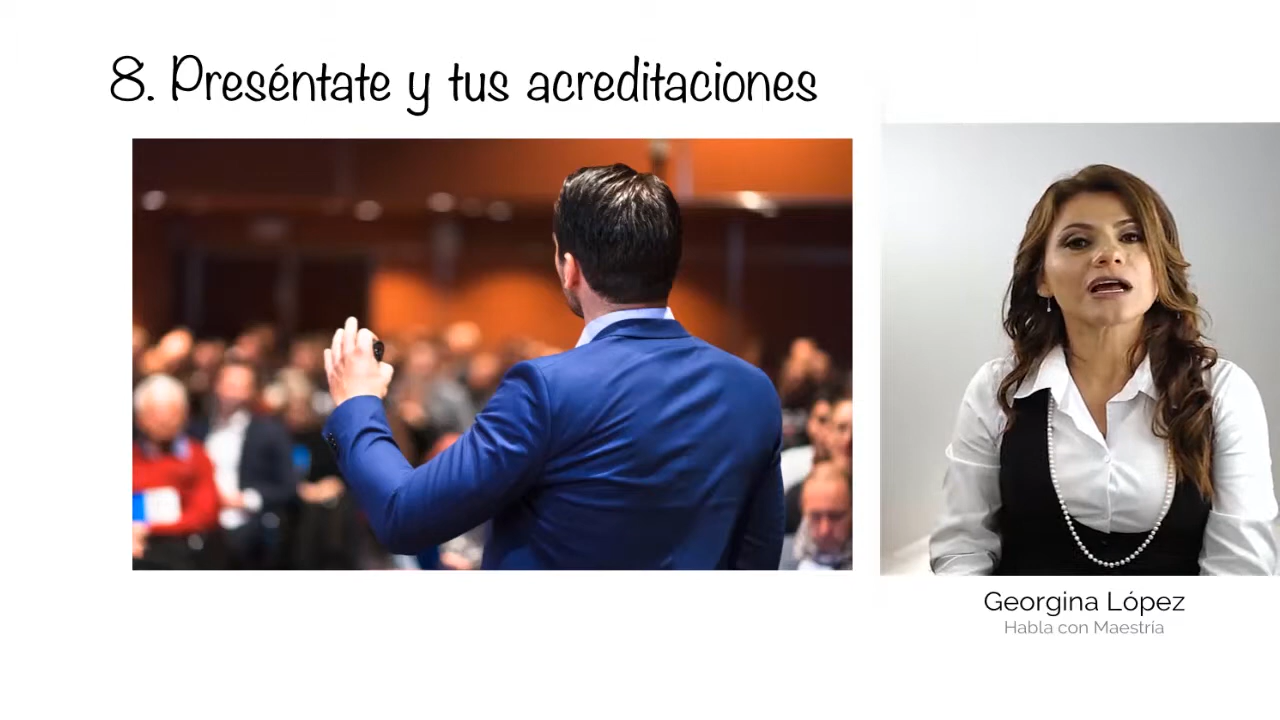 8. Preséntate y tus acreditaciones
Georgina López
Habla con Maestría